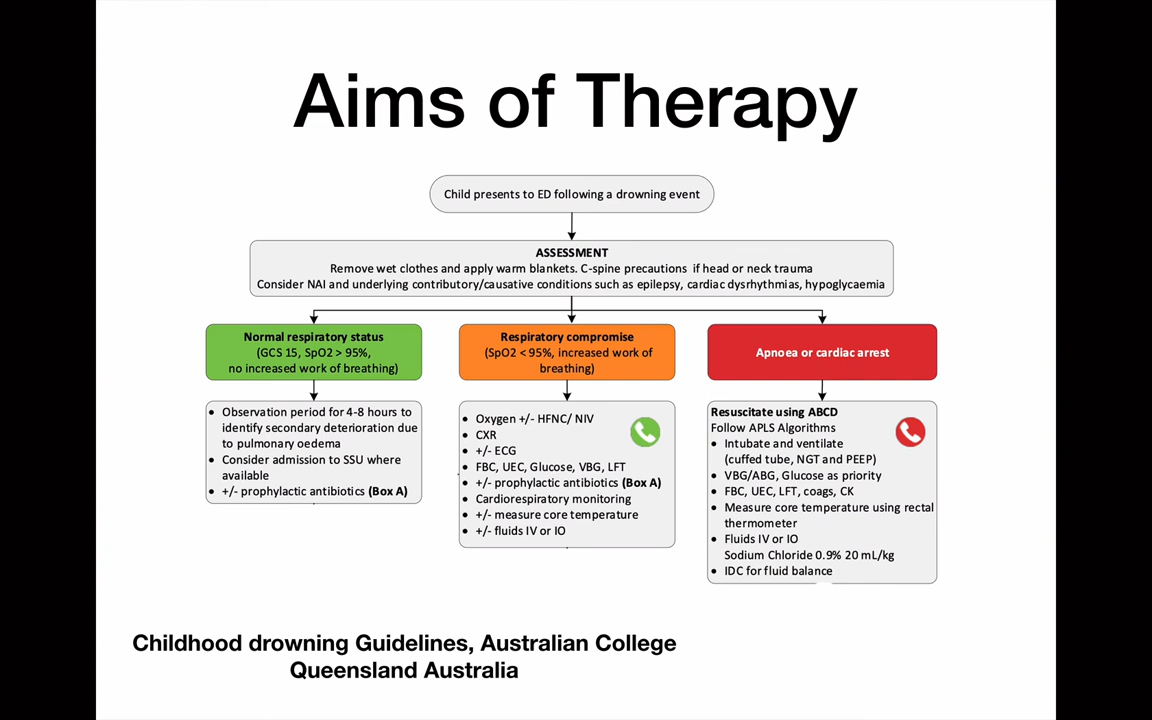 Aims of Therapy
Child presents to ED following a drowning event
ASSESSMENT
Remove wet clothes and apply warm blankets. C-spine precautions if head or neck trauma
Consider NAI and underlying contributory/causative conditions such as epilepsy, cardiac dysrhythmias, hypoglycaemia
Normal respiratory status
(GCS 15, SpO2 > 95%,
no increased work of breathing)
• Observation period for 4-8 hours to
identify secondary deterioration due
to pulmonary oedema
• Consider admission to SSU where
available
• +/- prophylactic antibiotics (Box A)
Respiratory compromise
(SpO2 < 95%, increased work of
breathing)
• Oxygen +/- HFNC/ NIV
• CXR
• +/- ECG
• FBC, UEC, Glucose, VBG, LFT
• +/- prophylactic antibiotics (Box A)
• Cardiorespiratory monitoring
• +/- measure core temperature
• +/- fluids IV or IO
Apnoea or cardiac arrest
Resuscitate using ABCD
Follow APLS Algorithms
• Intubate and ventilate
(cuffed tube, NGT and PEEP)
• VBG/ABG, Glucose as priority
• FBC, UEC, LFT, coags, CK
• Measure core temperature using rectal
thermometer
• Fluids IV or IO
Sodium Chloride 0.9% 20 mL/kg
• IDC for fluid balance
Childhood drowning Guidelines, Australian College
Queensland Australia